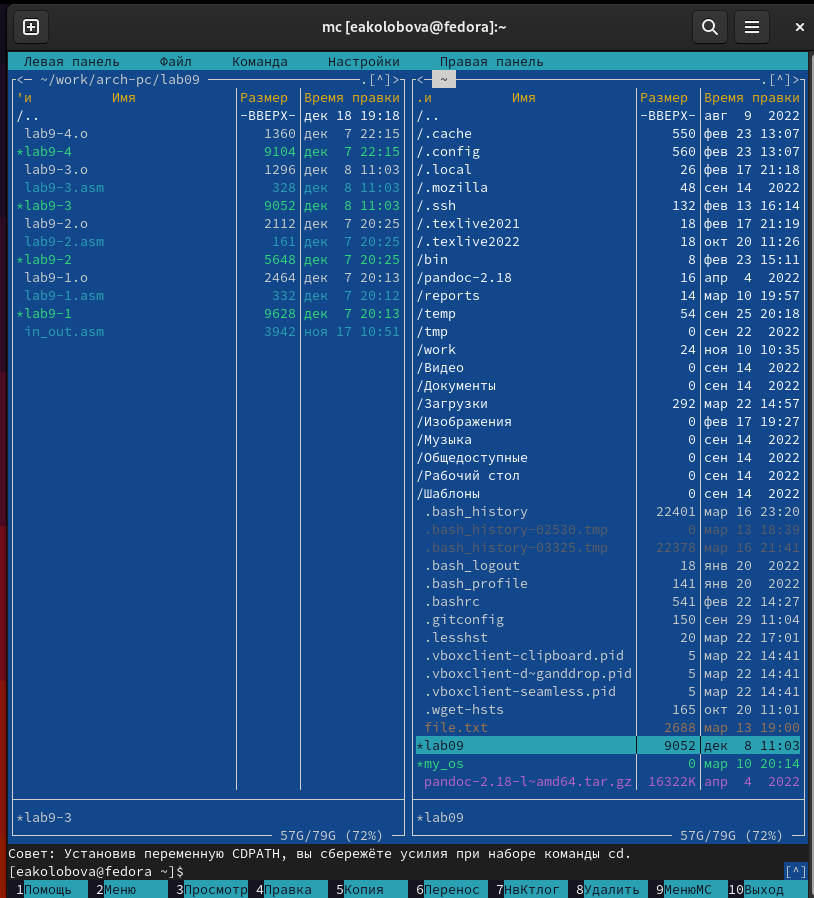 mc [eakolobova@fedora]:~
Левая панель Файл Команда Настройки Правая панель
<─ ~/work/arch-pc/lab09 .[^]>
'и Имя Размер Время правки
/.. -ВВЕРХ- дек 18 19:18
lab9-4.o 1360 дек 7 22:15
*lab9-4 9104 дек 7 22:15
lab9-3.o 1296 дек 8 11:03
lab9-3.asm 328 дек 8 11:03
*lab9-3 9052 дек 8 11:03
lab9-2.o 2112 дек 7 20:25
lab9-2.asm 161 дек 7 20:25
*lab9-2 5648 дек 7 20:25
lab9-1.o 2464 дек 7 20:13
lab9-1.asm 332 дек 7 20:12
*lab9-1 9628 дек 7 20:13
in_out.asm 3942 ноя 17 10:51
*lab9-3
57G/79G (72%)
<─ ~ .[^]>
.и Имя Размер Время правки
/.. -ВВЕРХ- авг 9 2022
/.cache 550 фев 23 13:07
/.config 560 фев 23 13:07
/.local 26 фев 17 21:18
/.mozilla 48 сен 14 2022
/.ssh 132 фев 13 16:14
/.texlive2021 18 фев 17 21:19
/.texlive2022 18 окт 20 11:26
/bin 8 фев 23 15:11
/pandoc-2.18 16 апр 4 2022
/reports 14 мар 10 19:57
/temp 54 сен 25 20:18
/tmp 0 сен 22 2022
/work 24 ноя 10 10:35
/Видео 0 сен 14 2022
/Документы 0 сен 14 2022
/Загрузки 292 мар 22 14:57
/Изображения 0 фев 17 19:27
/Музыка 0 сен 14 2022
/Общедоступные 0 сен 14 2022
/Рабочий стол 0 сен 14 2022
/Шаблоны 0 сен 14 2022
.bash_history 22401 мар 16 23:20
.bash_history-02530.tmp 0 мар 13 18:39
.bash_history-03325.tmp 22378 мар 16 21:41
.bash_logout 18 янв 20 2022
.bash_profile 141 янв 20 2022
.bashrc 541 фев 22 14:27
.gitconfig 150 сен 29 11:04
.lesshst 20 мар 22 17:01
.vboxclient-clipboard.pid 5 мар 22 14:41
.vboxclient-d~ganddrop.pid 5 мар 22 14:41
.vboxclient-seamless.pid 5 мар 22 14:41
.wget-hsts 165 окт 20 11:01
file.txt 2688 мар 13 19:00
*lab09 9052 дек 8 11:03
*my_os 0 мар 10 20:14
pandoc-2.18-l~amd64.tar.gz 16322K апр 4 2022
*lab09
57G/79G (72%)
Совет: Установив переменную CDPATH, вы сбережёте усилия при наборе команды cd.
[eakolobova@fedora ~]$ [^]
1Помощь 2Меню 3Просмотр 4Правка 5Копия 6Перенос 7НвКтлог 8Удалить 9МенюМС 10Выход